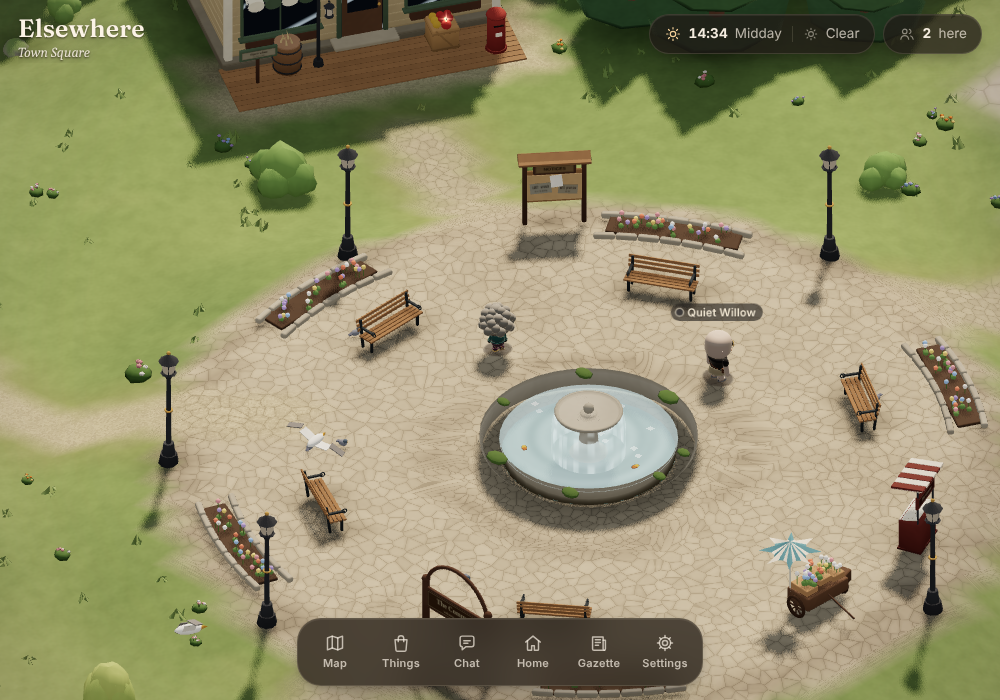 Elsewhere
Town Square
14:34 Midday
Clear
2 here
Quiet Willow
Map
Things
Chat
Home
Gazette
Settings